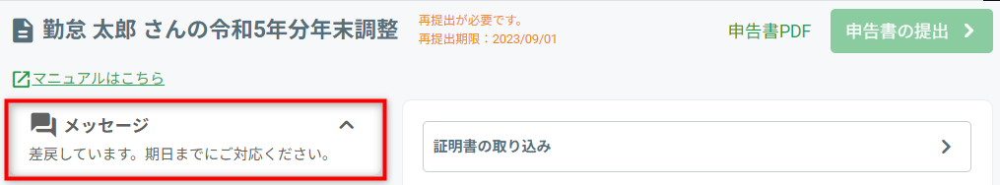 勤怠 太郎 さんの令和5年分年末調整
再提出が必要です。
再提出期限：2023/09/01
申告書PDF
申告書の提出
マニュアルはこちら
メッセージ
差戻しています。期日までにご対応ください。
証明書の取り込み